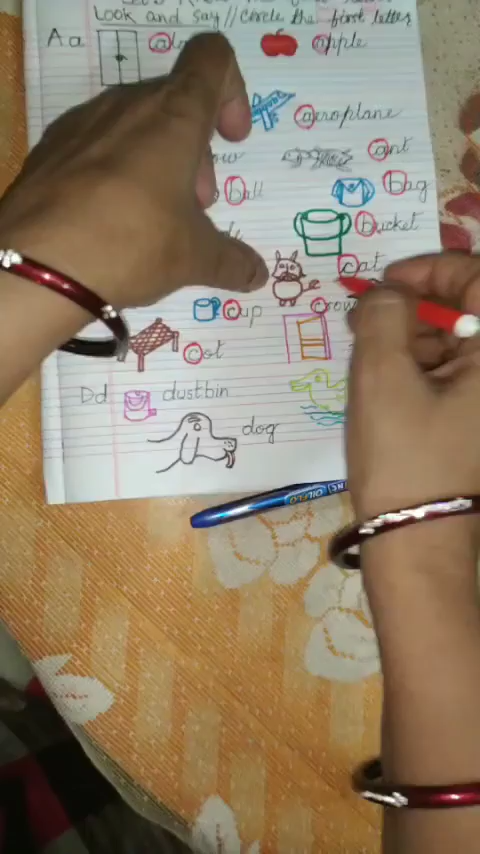 Look and say // Circle the first letter
Aa apple
aeroplane
ant
ball bag
bucket
cat
cup crow
cot
Dd dustbin
dog